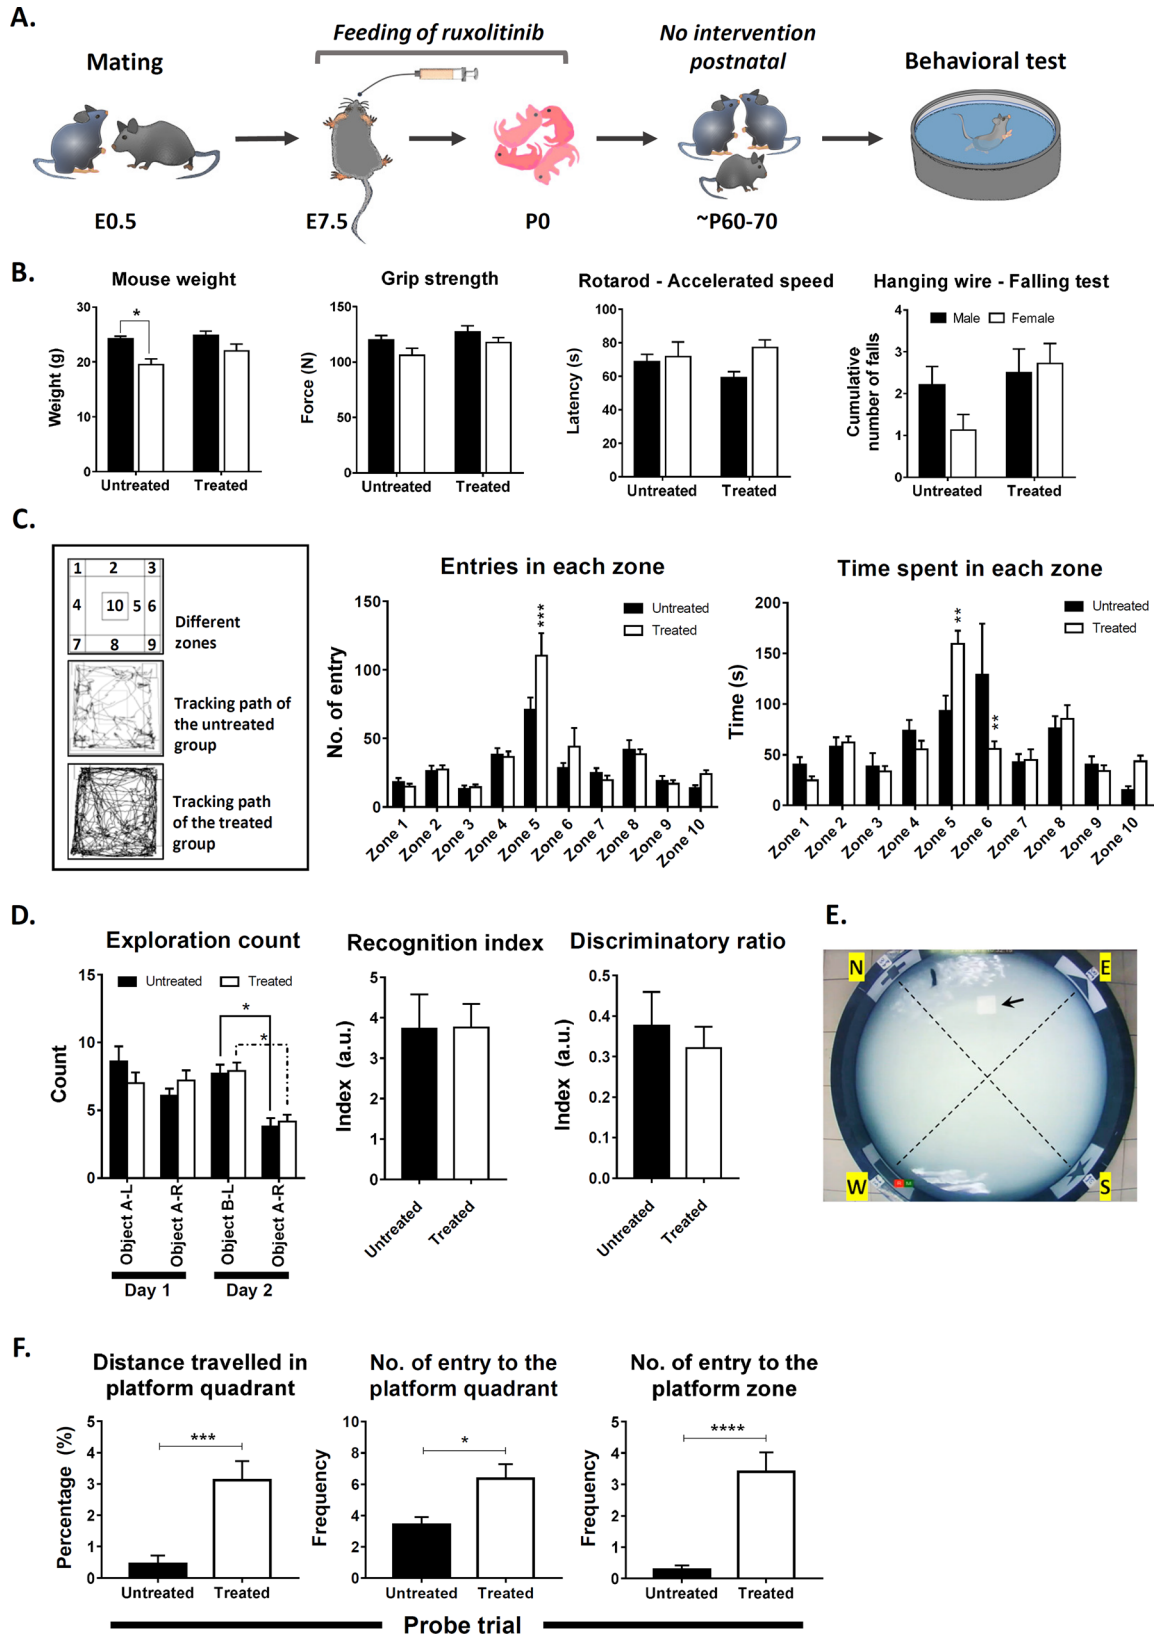 A.
Feeding of ruxolitinib
No intervention
postnatal
Mating
Behavioral test
E0.5
E7.5
P0
~P60-70
B.
Mouse weight
Weight (g)
30
20
10
0
*
Untreated
Treated
Grip strength
Force (N)
150
100
50
0
Untreated
Treated
Rotarod - Accelerated speed
Latency (s)
100
80
60
40
20
0
Untreated
Treated
Hanging wire - Falling test
Cumulative
number of falls
4
3
2
1
0
Male
Female
Untreated
Treated
C.
1 2 3
4 10 5 6
7 8 9
Different
zones
Tracking path of
the untreated
group
Tracking path
of the treated
group
Entries in each zone
No. of entry
150
100
50
0
Untreated
Treated
***
Zone 1
Zone 2
Zone 3
Zone 4
Zone 5
Zone 6
Zone 7
Zone 8
Zone 9
Zone 10
Time spent in each zone
Time (s)
200
150
100
50
0
Untreated
Treated
**
**
Zone 1
Zone 2
Zone 3
Zone 4
Zone 5
Zone 6
Zone 7
Zone 8
Zone 9
Zone 10
D.
Exploration count
Count
15
10
5
0
Untreated
Treated
*
*
Object A-L
Object A-R
Object B-L
Object A-R
Day 1
Day 2
Recognition index
Index (a.u.)
5
4
3
2
1
0
Untreated
Treated
Discriminatory ratio
Index (a.u.)
0.5
0.4
0.3
0.2
0.1
0.0
Untreated
Treated
E.
N
E
W
S
F.
Distance travelled in
platform quadrant
Percentage (%)
5
4
3
2
1
0
***
Untreated
Treated
No. of entry to the
platform quadrant
Frequency
10
8
6
4
2
0
*
Untreated
Treated
No. of entry to the
platform zone
Frequency
5
4
3
2
1
0
****
Untreated
Treated
Probe trial